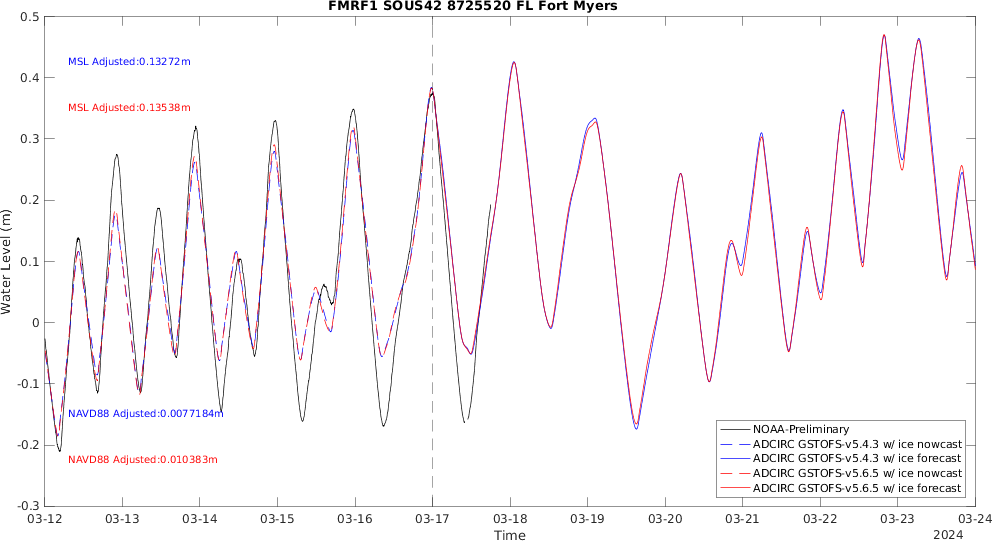 FMRF1 SOUS42 8725520 FL Fort Myers
0.5
MSL Adjusted:0.13272m
0.4
MSL Adjusted:0.13538m
0.3
0.2
Water Level (m)
0.1
0
-0.1
NAVD88 Adjusted:0.0077184m
-0.2
NAVD88 Adjusted:0.010383m
-0.3
NOAA-Preliminary
ADCIRC GSTOFS-v5.4.3 w/ ice nowcast
ADCIRC GSTOFS-v5.4.3 w/ ice forecast
ADCIRC GSTOFS-v5.6.5 w/ ice nowcast
ADCIRC GSTOFS-v5.6.5 w/ ice forecast
03-12 03-13 03-14 03-15 03-16 03-17 03-18 03-19 03-20 03-21 03-22 03-23 03-24
Time
2024